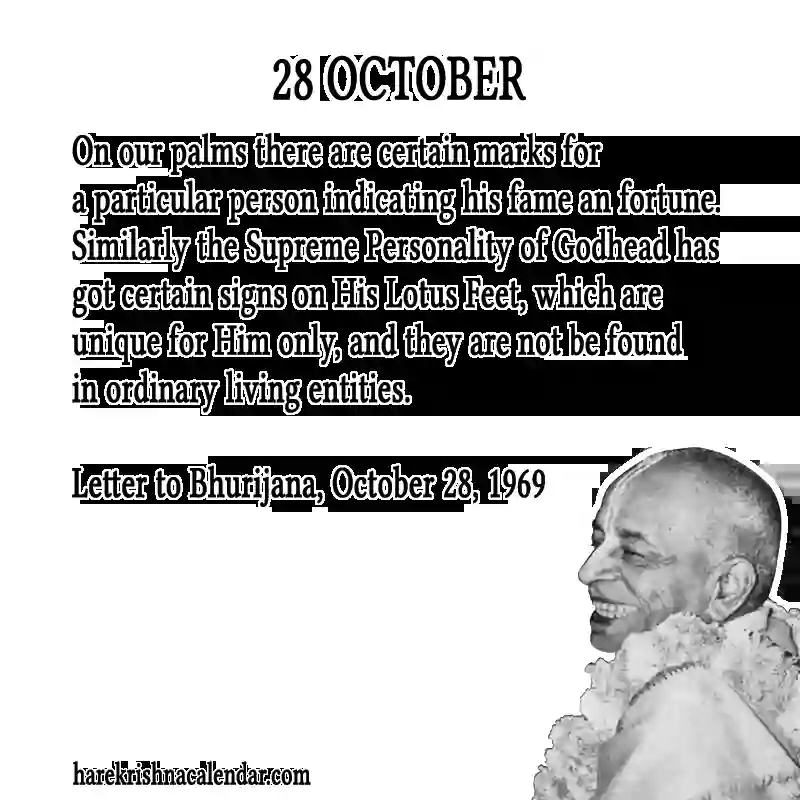 28 OCTOBER
On our palms there are certain marks for
a particular person indicating his fame an fortune.
Similarly the Supreme Personality of Godhead has
got certain signs on His Lotus Feet, which are
unique for Him only, and they are not be found
in ordinary living entities.
Letter to Bhurijana, October 28, 1969
harekrishnacalendar.com